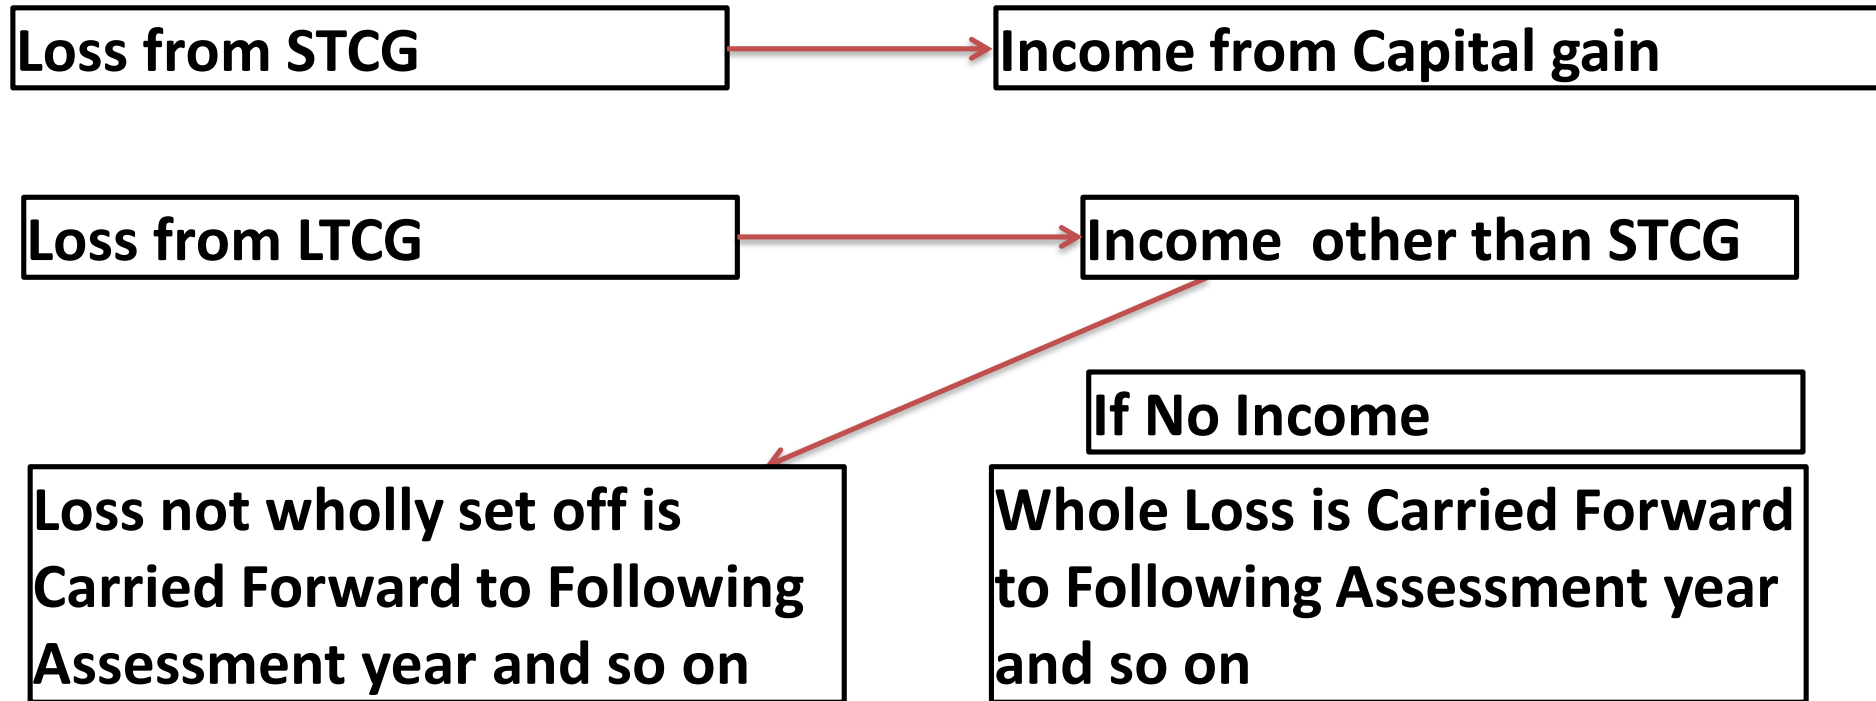 Loss from STCG
Income from Capital gain
Loss from LTCG
Income  other than STCG
If No Income
Loss not wholly set off is
Carried Forward to Following
Assessment year and so on
Whole Loss is Carried Forward
to Following Assessment year
and so on